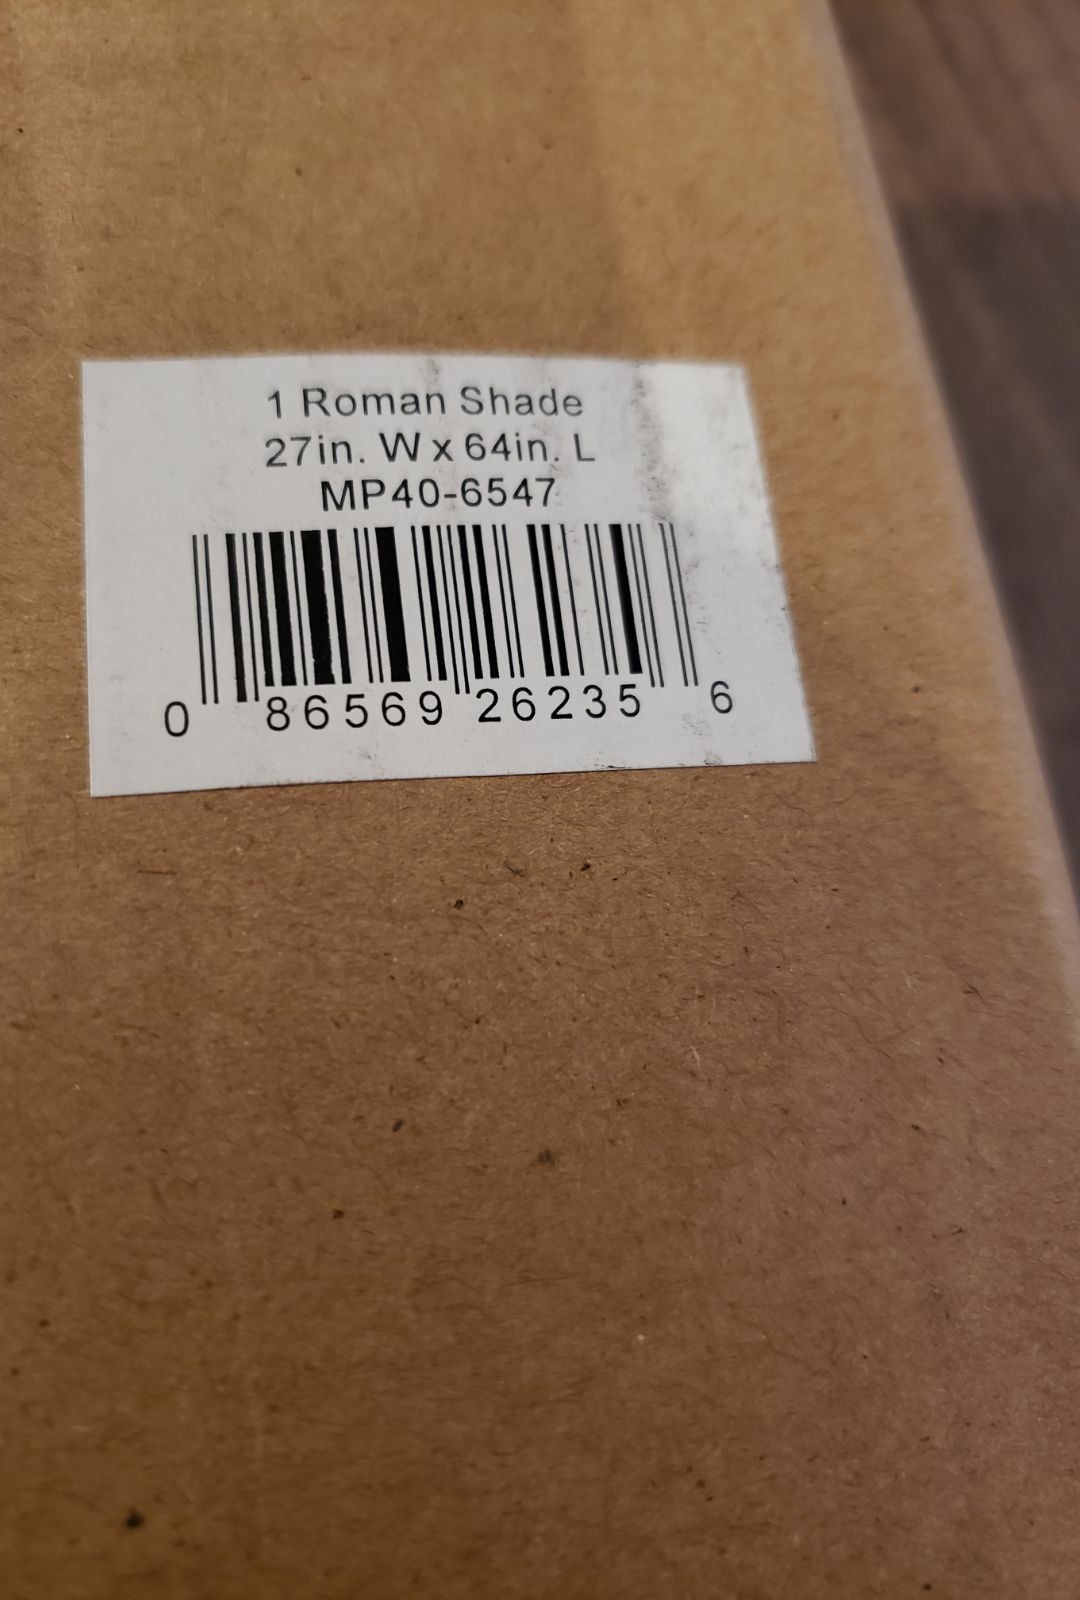 1 Roman Shade
27in. W x 64in. L
MP40-6547
0 86569 26235 6